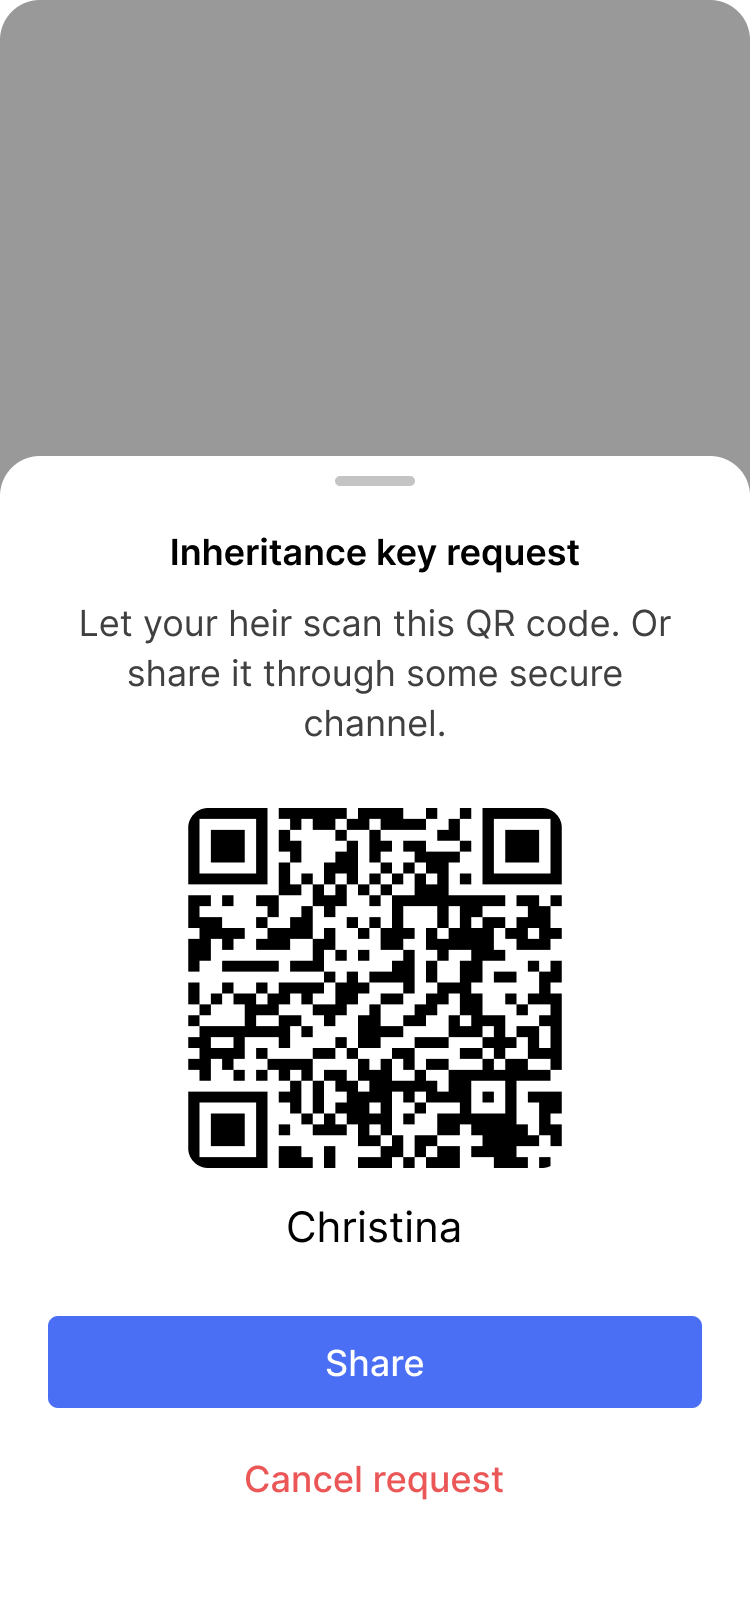 Inheritance key request
Let your heir scan this QR code. Or
share it through some secure
channel.
Christina
Share
Cancel request